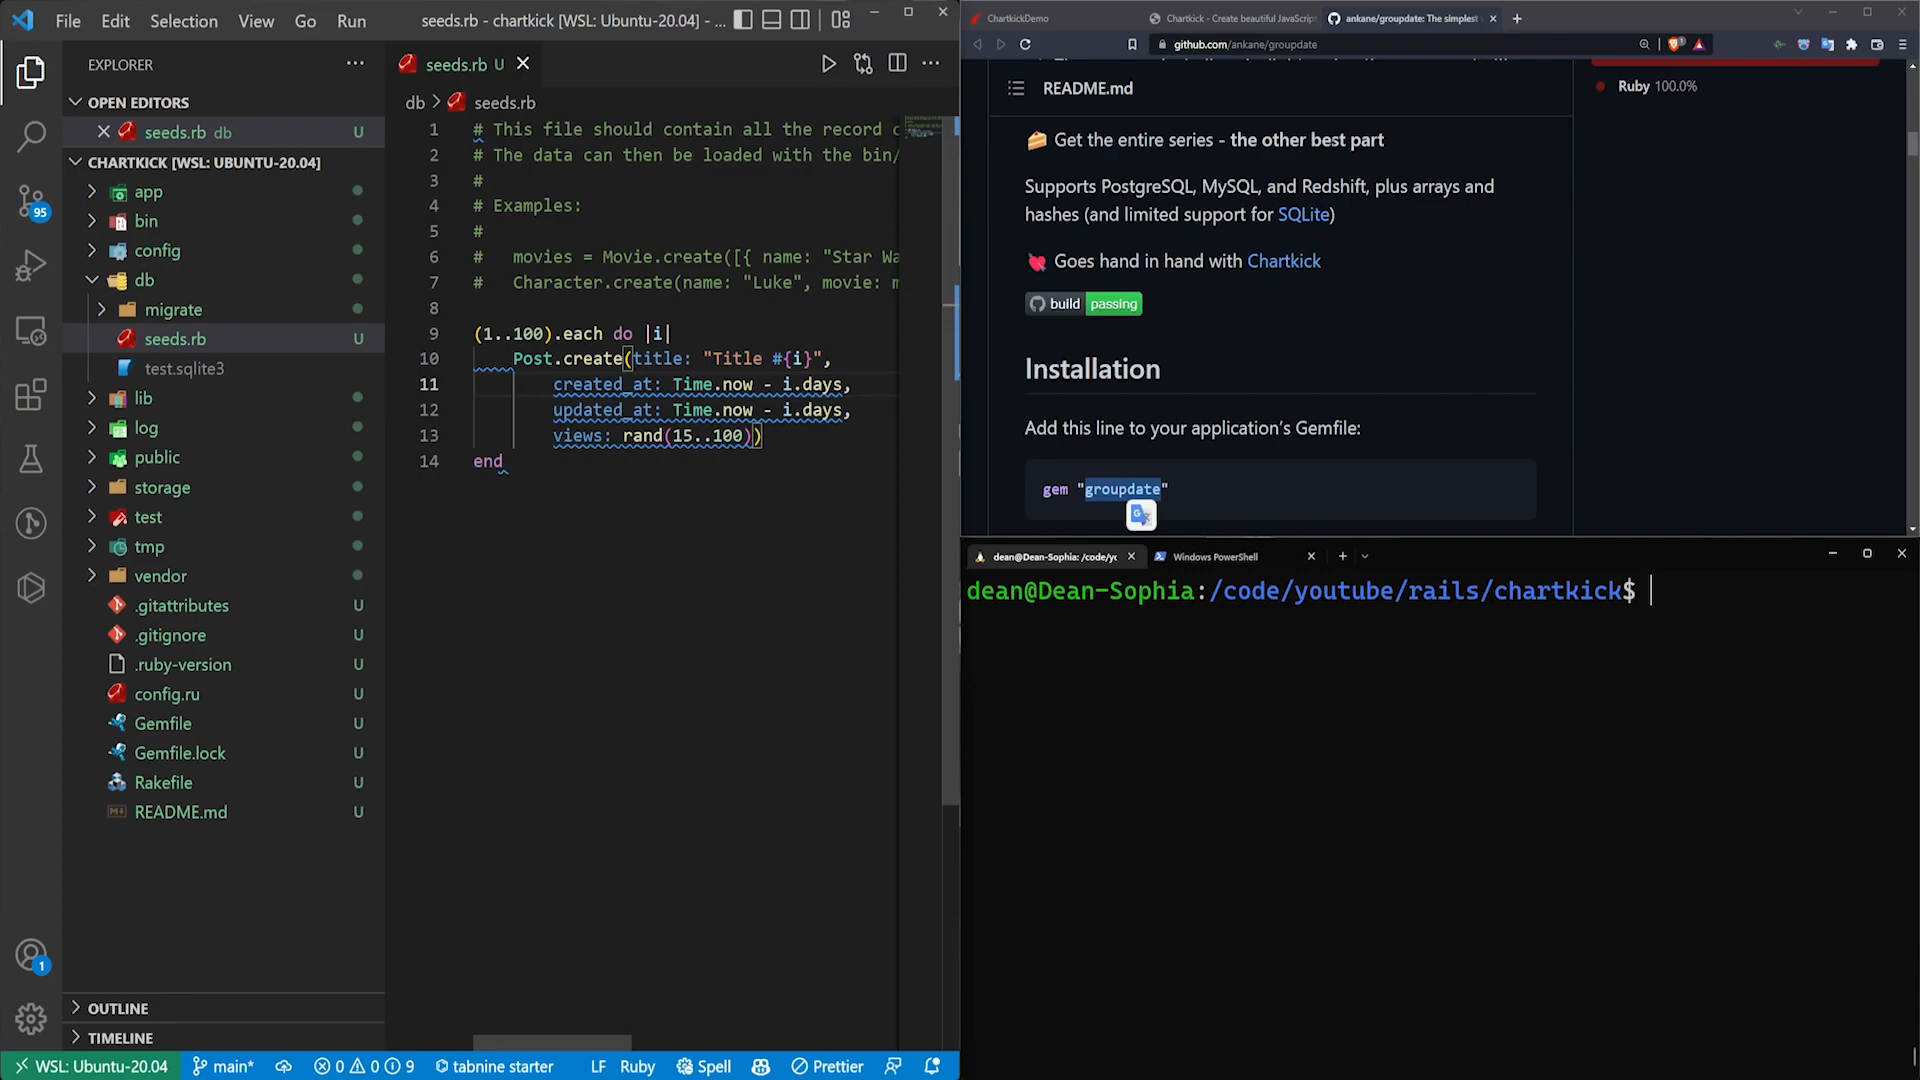 File Edit Selection View Go Run
seeds.rb - chartkick [WSL: Ubuntu-20.04] - ...
EXPLORER
OPEN EDITORS
seeds.rb db U
CHARTKICK [WSL: UBUNTU-20.04]
app
bin
config
db
migrate
seeds.rb U
test.sqlite3
lib
log
public
storage
test
tmp
vendor
.gitattributes U
.gitignore U
.ruby-version U
config.ru U
Gemfile U
Gemfile.lock U
Rakefile U
README.md U
OUTLINE
TIMELINE
95
1
seeds.rb U
db > seeds.rb
1 # This file should contain all the record c
2 # The data can then be loaded with the bin/
3 #
4 # Examples:
5 #
6 #   movies = Movie.create([{ name: "Star Wa
7 #   Character.create(name: "Luke", movie: m
8
9 (1..100).each do |i|
10     Post.create(title: "Title #{i}",
11         created_at: Time.now - i.days,
12         updated_at: Time.now - i.days,
13         views: rand(15..100))
14 end
WSL: Ubuntu-20.04 main* 0 0 9 tabnine starter LF Ruby Spell Prettier
ChartkickDemo
Chartkick - Create beautiful JavaScript
ankane/groupdate: The simplest
github.com/ankane/groupdate
README.md
Ruby 100.0%
Get the entire series - the other best part
Supports PostgreSQL, MySQL, and Redshift, plus arrays and
hashes (and limited support for SQLite)
Goes hand in hand with Chartkick
build passing
Installation
Add this line to your application's Gemfile:
gem "groupdate"
dean@Dean-Sophia: /code/yc
Windows PowerShell
dean@Dean-Sophia:/code/youtube/rails/chartkick$